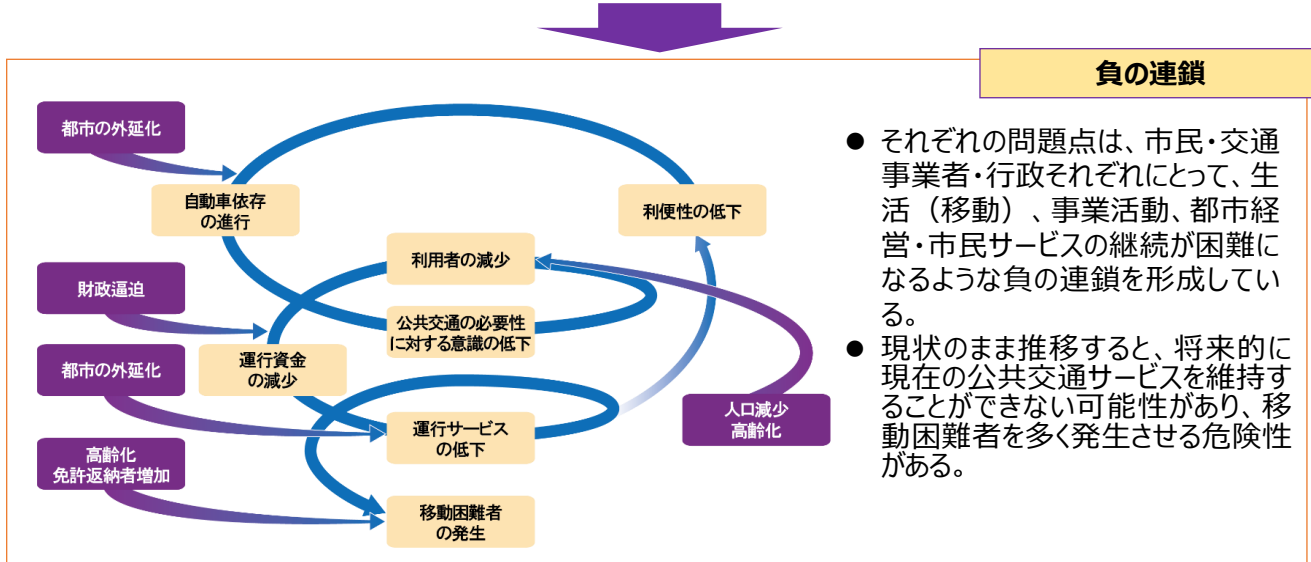 負の連鎖
都市の外延化
自動車依存
の進行
利便性の低下
利用者の減少
財政逼迫
公共交通の必要性
に対する意識の低下
運行資金
の減少
都市の外延化
運行サービス
の低下
人口減少
高齢化
高齢化
免許返納者増加
移動困難者
の発生
● それぞれの問題点は、市民・交通
事業者・行政それぞれにとって、生
活（移動）、事業活動、都市経
営・市民サービスの継続が困難に
なるような負の連鎖を形成してい
る。
● 現状のまま推移すると、将来的に
現在の公共交通サービスを維持す
ることができない可能性があり、移
動困難者を多く発生させる危険性
がある。